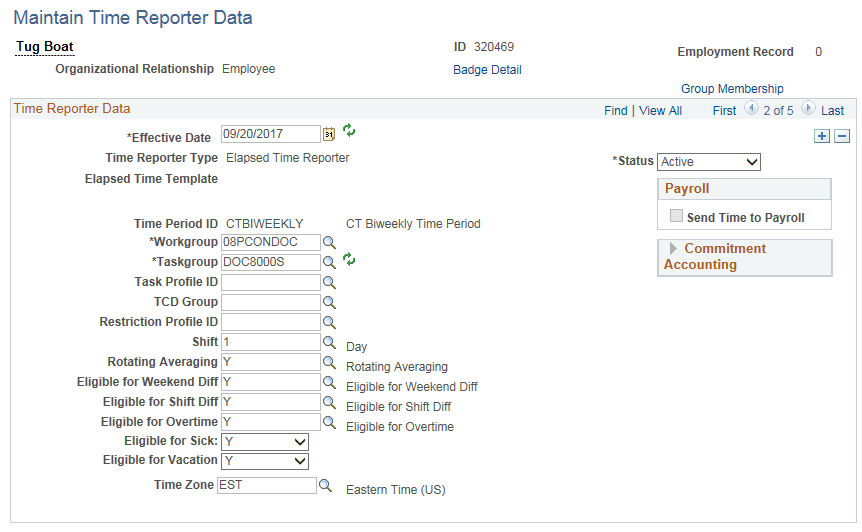 Maintain Time Reporter Data
Tug Boat ID 320469 Employment Record 0
Organizational Relationship Employee Badge Detail
Group Membership
Time Reporter Data Find | View All First 2 of 5 Last
*Effective Date 09/20/2017 31
Time Reporter Type Elapsed Time Reporter *Status Active
Elapsed Time Template
Payroll
Send Time to Payroll
Time Period ID CTBIWEEKLY CT Biweekly Time Period
*Workgroup 08PCONDOC
Commitment Accounting
*Taskgroup DOC8000S
Task Profile ID
TCD Group
Restriction Profile ID
Shift 1 Day
Rotating Averaging Y Rotating Averaging
Eligible for Weekend Diff Y Eligible for Weekend Diff
Eligible for Shift Diff Y Eligible for Shift Diff
Eligible for Overtime Y Eligible for Overtime
Eligible for Sick: Y
Eligible for Vacation Y
Time Zone EST Eastern Time (US)